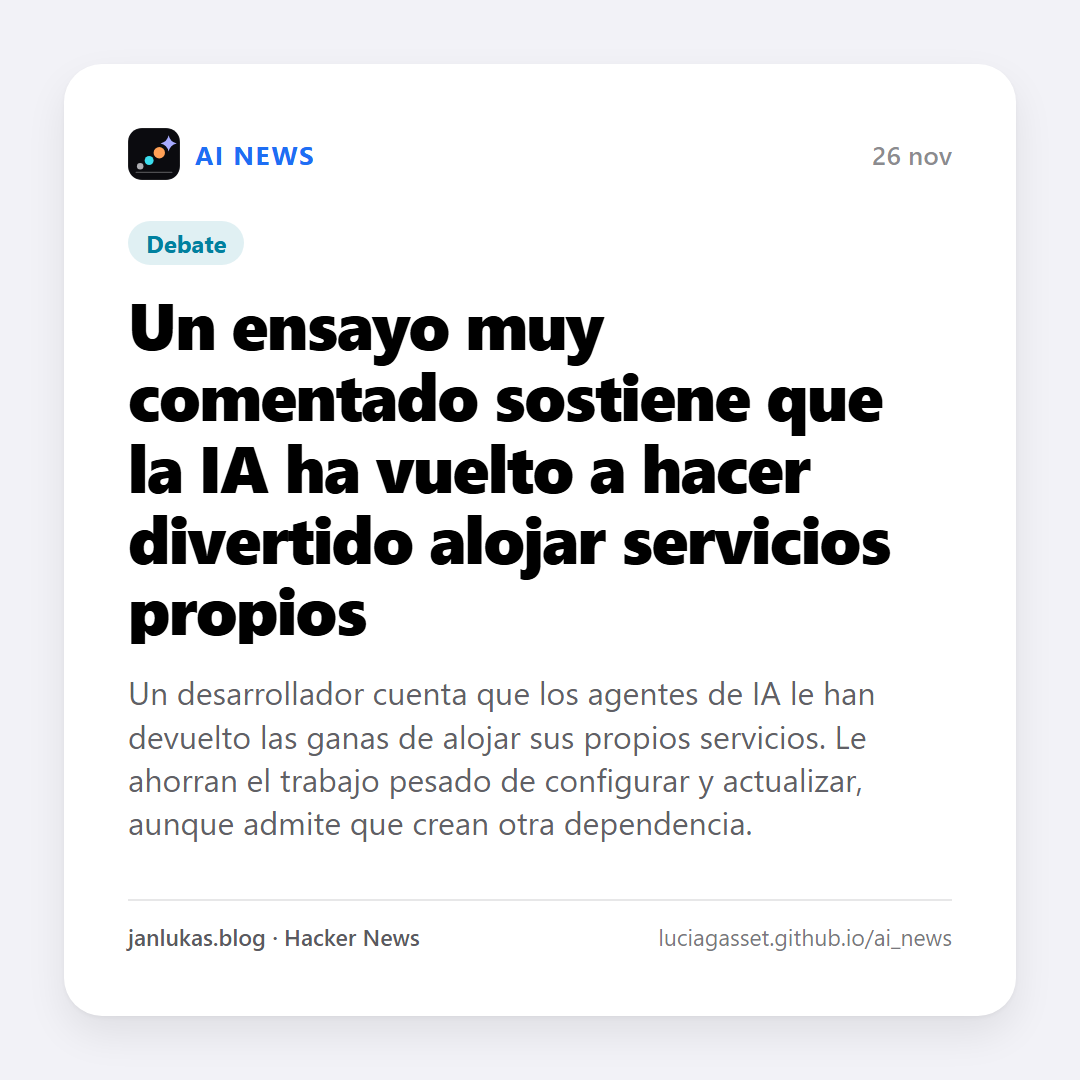 AI NEWS
26 nov
Debate
Un ensayo muy
comentado sostiene que
la IA ha vuelto a hacer
divertido alojar servicios
propios
Un desarrollador cuenta que los agentes de IA le han
devuelto las ganas de alojar sus propios servicios. Le
ahorran el trabajo pesado de configurar y actualizar,
aunque admite que crean otra dependencia.
janlukas.blog · Hacker News
luciagasset.github.io/ai_news